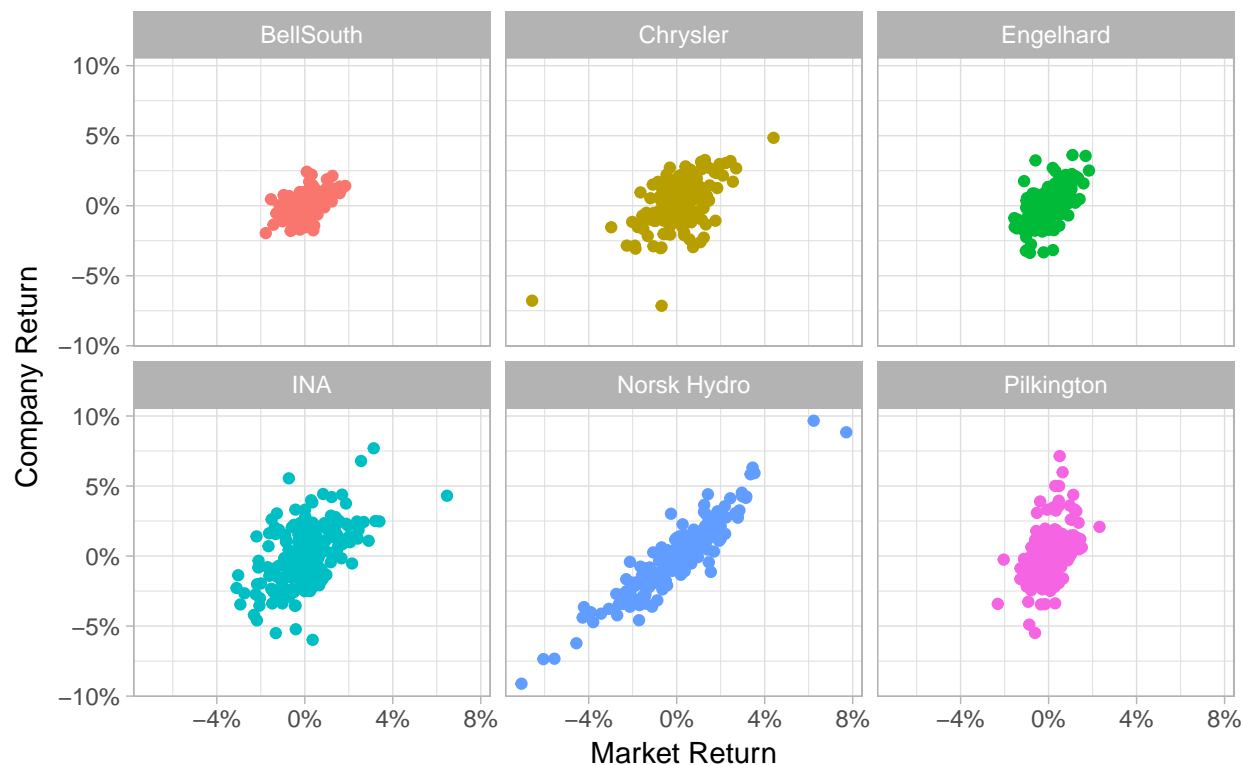 BellSouth Chrysler Engelhard
10%
5%
0%
−5%
−10%
Company Return
INA Norsk Hydro Pilkington
10%
5%
0%
−5%
−10%
−4% 0% 4% 8% −4% 0% 4% 8% −4% 0% 4% 8%
Market Return